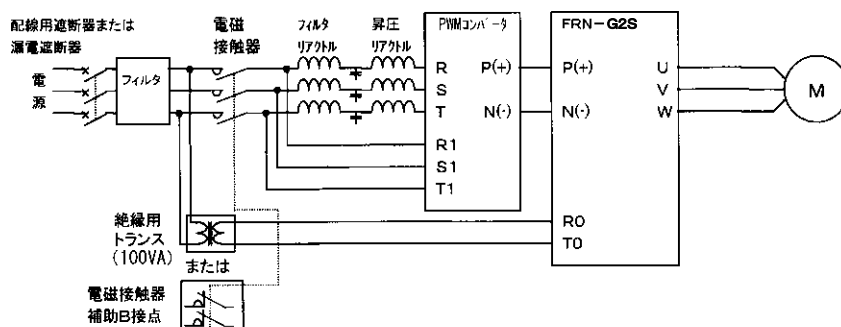 配線用遮断器または
漏電遮断器
電磁
接触器
フィルタ
リアクトル
昇圧
リアクトル
PWMコンバータ
FRN-G2S
電
源
フィルタ
R
S
T
P(+)
N(-)
R1
S1
T1
P(+)
N(-)
U
V
W
M
R0
T0
絶縁用
トランス
(100VA)
または
電磁接触器
補助B接点